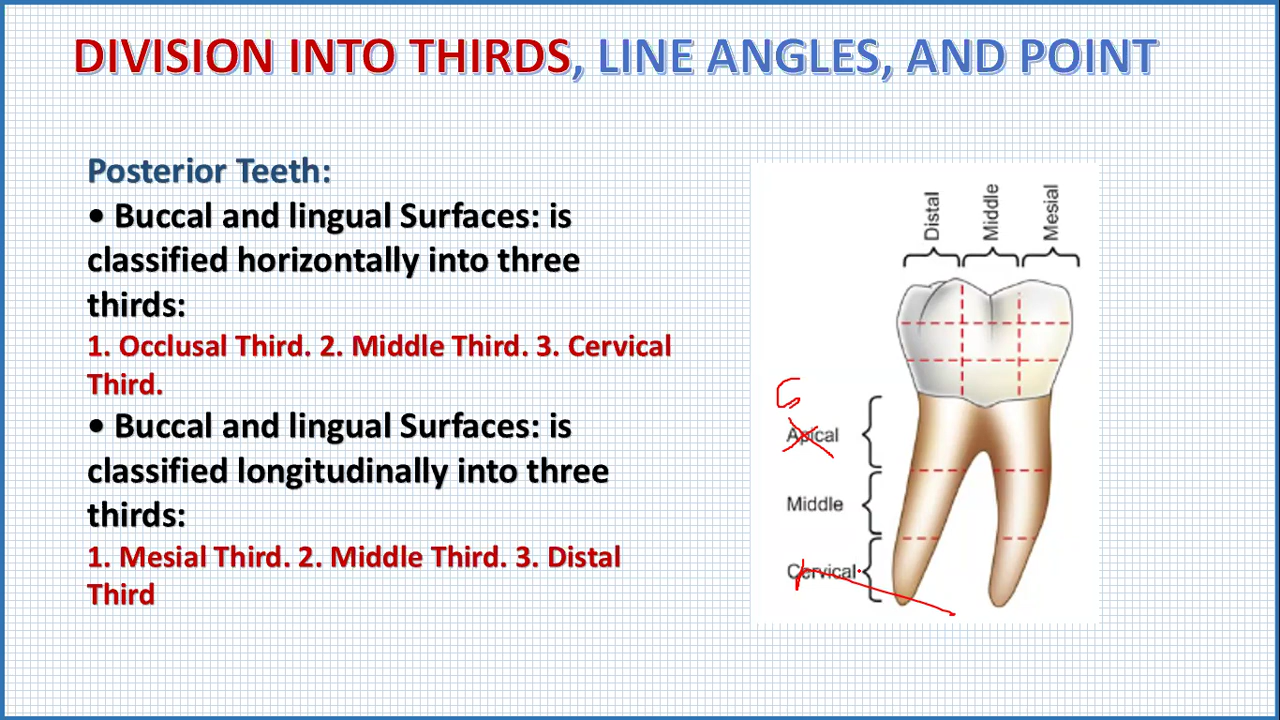 DIVISION INTO THIRDS, LINE ANGLES, AND POINT
Posterior Teeth:
• Buccal and lingual Surfaces: is
classified horizontally into three
thirds:
1. Occlusal Third. 2. Middle Third. 3. Cervical
Third.
• Buccal and lingual Surfaces: is
classified longitudinally into three
thirds:
1. Mesial Third. 2. Middle Third. 3. Distal
Third
Distal
Middle
Mesial
Apical
Middle
Cervical